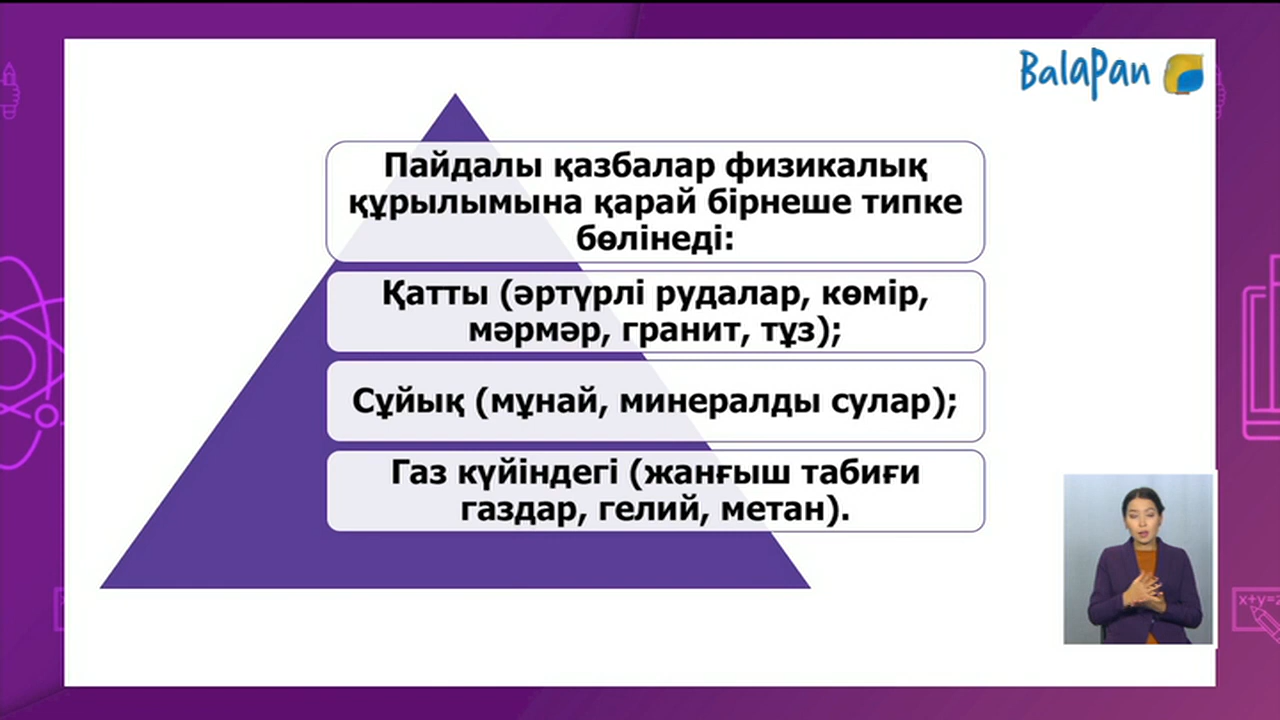 Balapan
Пайдалы қазбалар физикалық
құрылымына қарай бірнеше типке
бөлінеді:
Қатты (әртүрлі рудалар, көмір,
мәрмәр, гранит, тұз);
Сұйық (мұнай, минералды сулар);
Газ күйіндегі (жанғыш табиғи
газдар, гелий, метан).